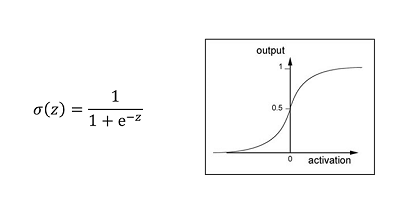 σ(z) = 1 / (1 + e^−z)
output
1
0.5
0
activation